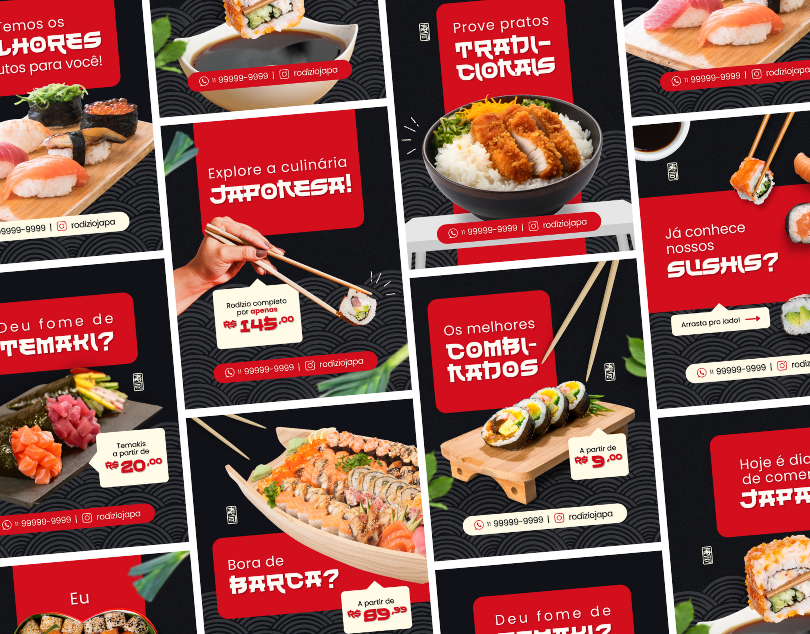 Temos os
LHORES
utos para você!
99999-9999 | rodiziojapa
Deu fome de
TEMAKI?
Temakis
a partir de
R$ 20,00
11 99999-9999 | rodiziojapa
Eu
11 99999-9999 | rodiziojapa
Explore a culinária
JAPONESA!
Rodízio completo
por apenas
R$ 145,00
11 99999-9999 | rodiziojapa
Bora de
BARCA?
A partir de
R$ 89,99
Prove pratos
TRADI-
CIONAIS
11 99999-9999 | rodiziojapa
Os melhores
COMBI-
NADOS
A partir de
R$ 9,00
11 99999-9999 | rodiziojapa
Deu fome de
TEMAKI?
11 99999-9999 | rodiziojapa
Já conhece
nossos
SUSHIS?
Arrasta pro lado!
11 99999-9999 | rodiziojapa
Hoje é dia
de comer
JAPA